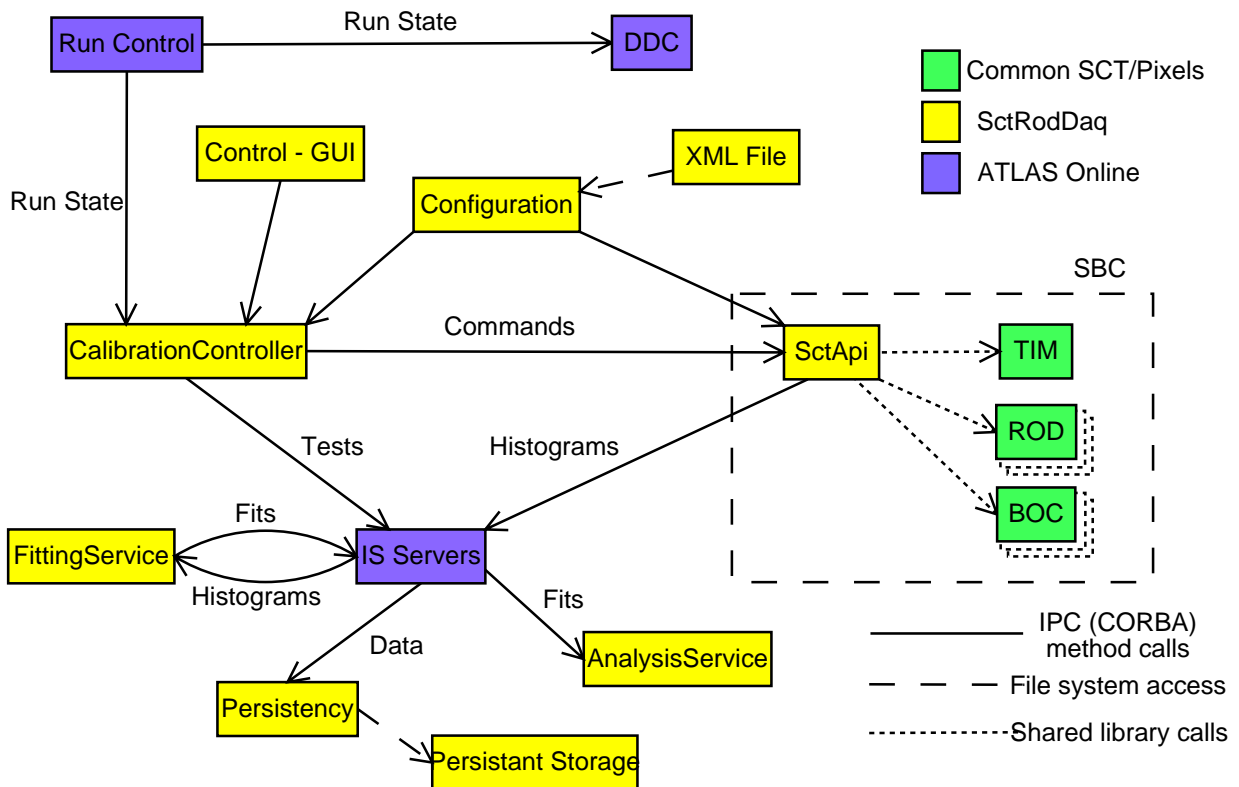 Run State
Run Control
DDC
Common SCT/Pixels
SctRodDaq
ATLAS Online
Control - GUI
XML File
Run State
Configuration
SBC
Commands
CalibrationController
SctApi
TIM
ROD
BOC
Tests
Histograms
Fits
FittingService
IS Servers
Histograms
Fits
Data
AnalysisService
Persistency
Persistant Storage
IPC (CORBA)
method calls
File system access
Shared library calls